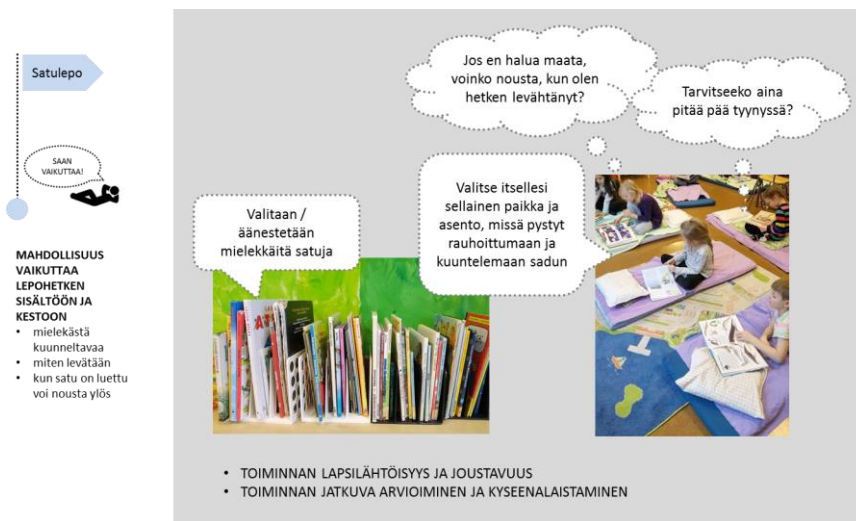 Satulepo
SAAN
VAIKUTTAA!
MAHDOLLISUUS
VAIKUTTAA
LEPOHETKEN
SISÄLTÖÖN JA
KESTOON
• mielekästä
kuunneltavaa
• miten levätään
• kun satu on luettu
voi nousta ylös
Jos en halua maata,
voinko nousta, kun olen
hetken levähtänyt?
Tarvitseeko aina
pitää pää tyynyssä?
Valitaan /
äänestetään
mielekkäitä satuja
Valitse itsellesi
sellainen paikka ja
asento, missä pystyt
rauhoittumaan ja
kuuntelemaan sadun
• TOIMINNAN LAPSILÄHTÖISYYS JA JOUSTAVUUS
• TOIMINNAN JATKUVA ARVIOIMINEN JA KYSEENALAISTAMINEN